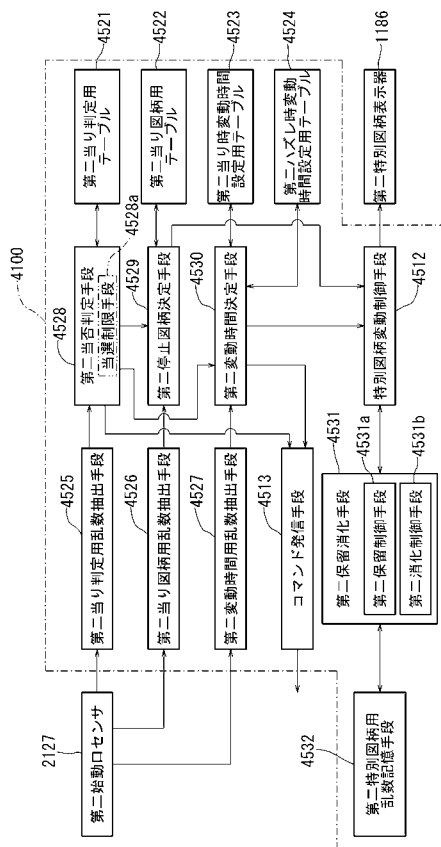 4100
2127
第二始動口センサ
4525
第二当り判定用乱数抽出手段
4526
第二当り図柄用乱数抽出手段
4527
第二変動時間用乱数抽出手段
4513
コマンド発信手段
4528
第二当否判定手段
当選制限手段
4528a
4529
第二停止図柄決定手段
4530
第二変動時間決定手段
第二当り判定用
テーブル
4521
第二当り図柄用
テーブル
4522
第二当り時変動時間
設定用テーブル
4523
第二ハズレ時変動
時間設定用テーブル
4524
4532
第二特別図柄用
乱数記憶手段
4531
第二保留消化手段
4531a
第二保留制御手段
4531b
第二消化制御手段
特別図柄変動制御手段
4512
第二特別図柄表示器
1186